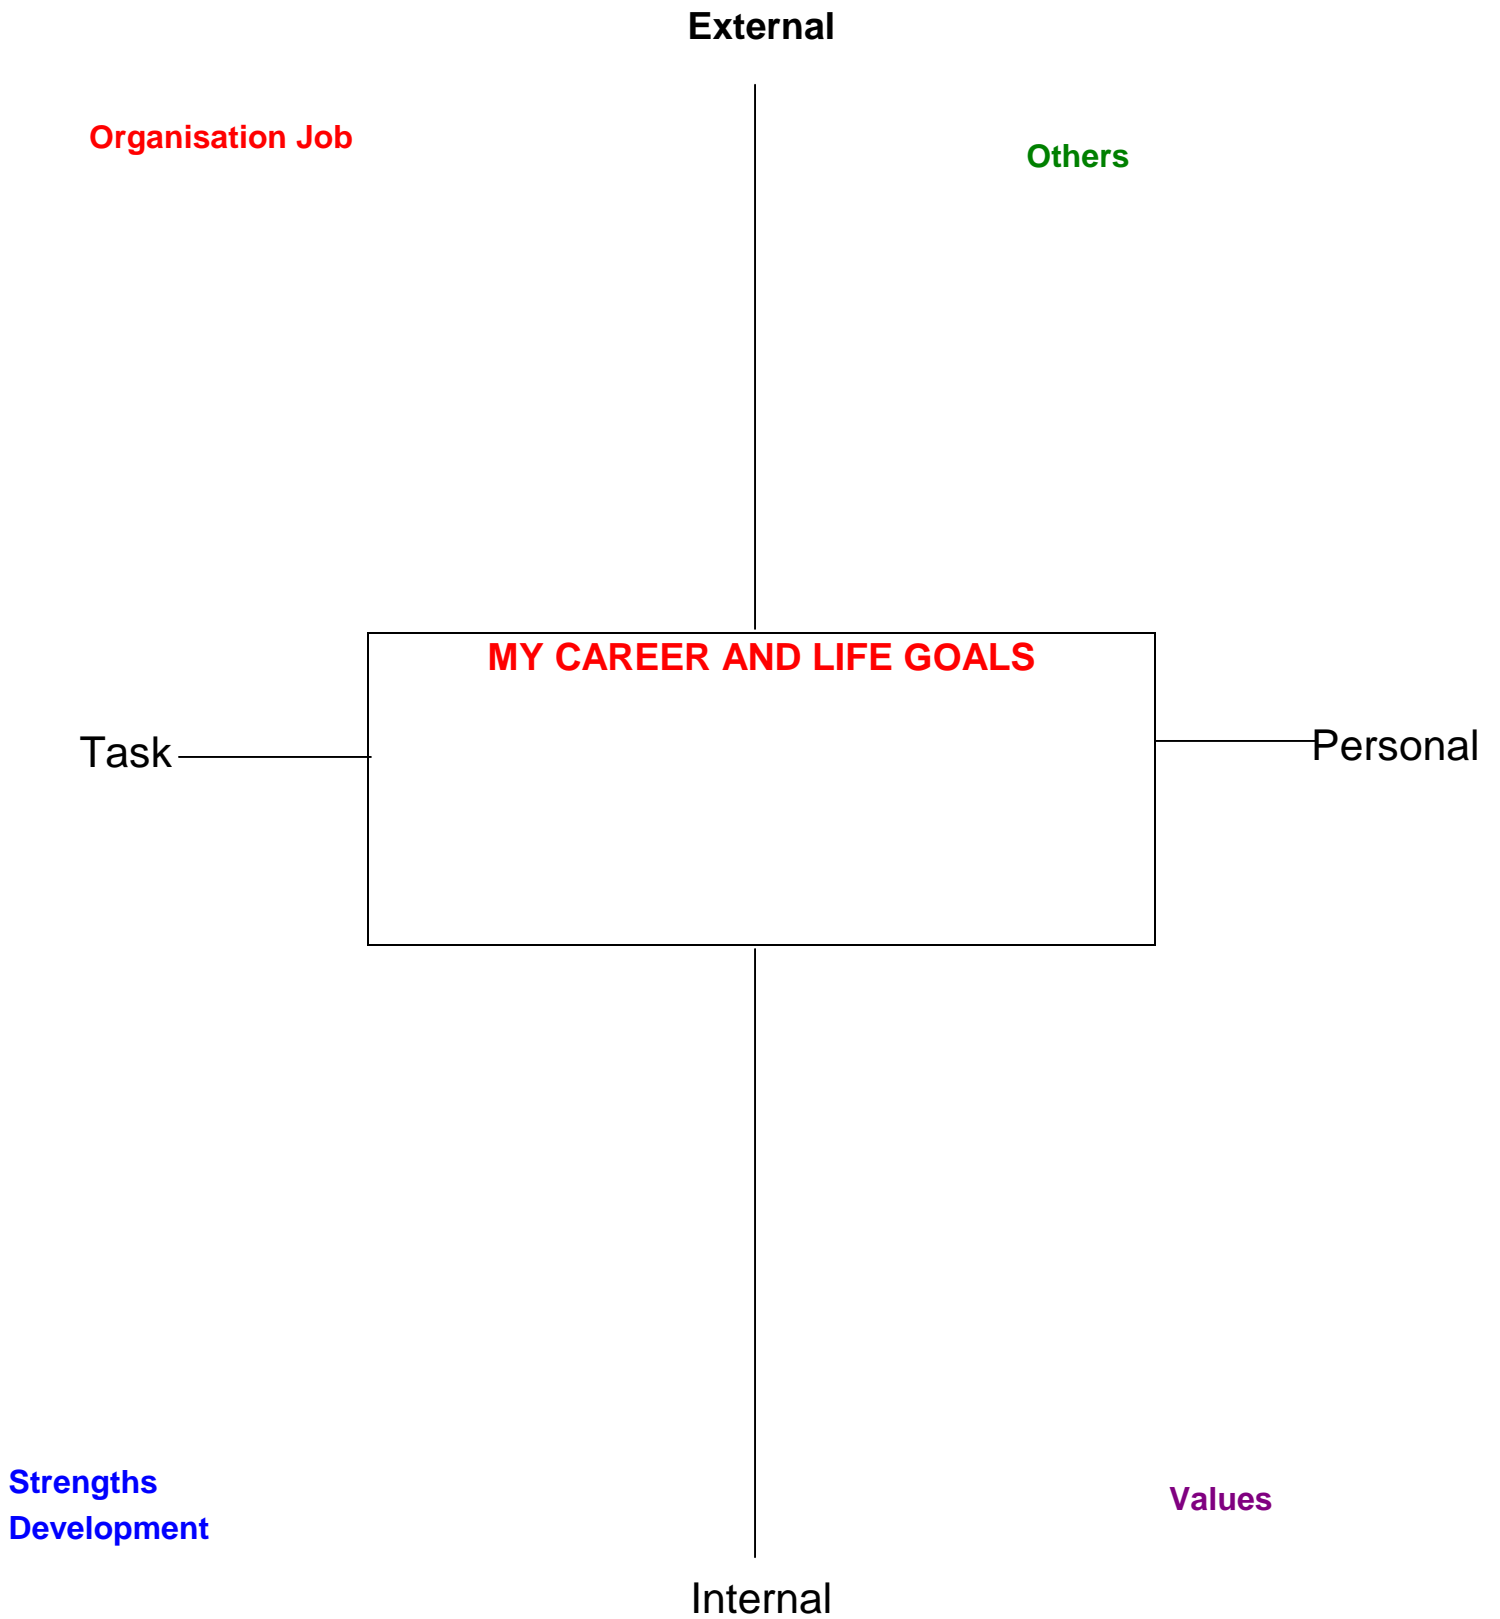 External
Organisation Job
Others
MY CAREER AND LIFE GOALS
Task
Personal
Strengths
Development
Values
Internal